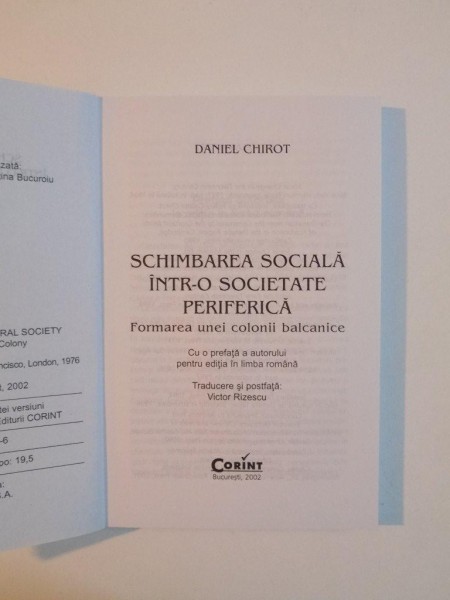 zată:
ina Bucuroiu
RAL SOCIETY
Colony
ncisco, London, 1976
t, 2002
tei versiuni
Editurii CORINT
-6
po: 19,5
a:
S.A.
DANIEL CHIROT
SCHIMBAREA SOCIALĂ
ÎNTR-O SOCIETATE
PERIFERICĂ
Formarea unei colonii balcanice
Cu o prefață a autorului
pentru ediția în limba română
Traducere și postfață:
Victor Rizescu
CORINT
București, 2002